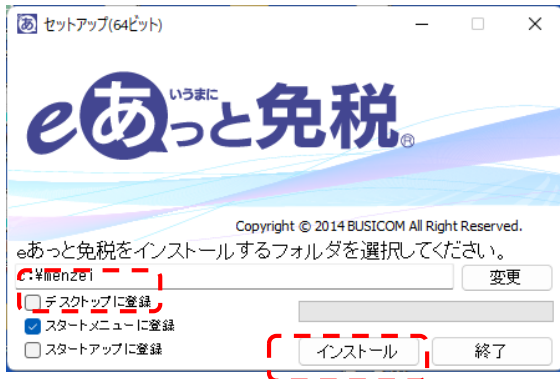 セットアップ(64ビット)
いうまに
eあっと免税®
Copyright © 2014 BUSICOM All Right Reserved.
eあっと免税をインストールするフォルダを選択してください。
c:¥menzei
変更
デスクトップに登録
スタートメニューに登録
スタートアップに登録
インストール
終了